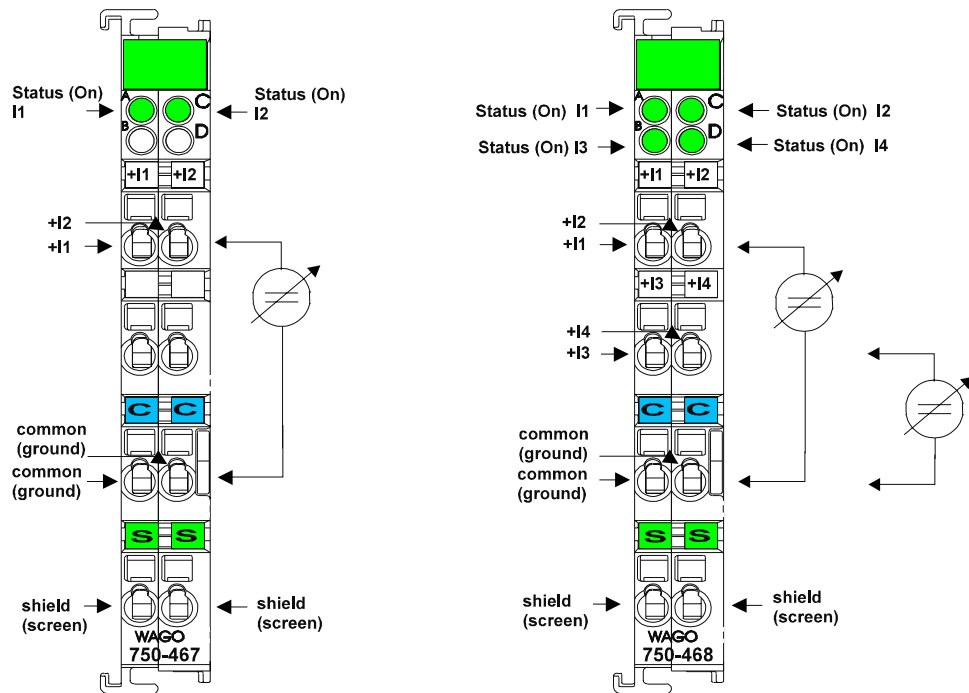 Status (On)
I1
A
C
Status (On)
I2
B
D
+I1
+I2
+I2
+I1
C
C
common
(ground)
common
(ground)
S
S
shield
(screen)
shield
(screen)
WAGO
750-467
Status (On) I1
A
C
Status (On) I2
Status (On) I3
B
D
Status (On) I4
+I1
+I2
+I2
+I1
+I3
+I4
+I4
+I3
C
C
common
(ground)
common
(ground)
S
S
shield
(screen)
shield
(screen)
WAGO
750-468